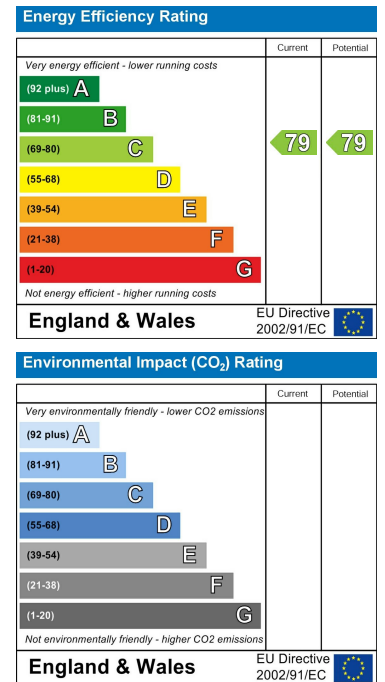 Energy Efficiency Rating
Current Potential
Very energy efficient - lower running costs
(92 plus) A
(81-91) B
(69-80) C 79 79
(55-68) D
(39-54) E
(21-38) F
(1-20) G
Not energy efficient - higher running costs
England & Wales EU Directive
2002/91/EC
Environmental Impact (CO₂) Rating
Current Potential
Very environmentally friendly - lower CO2 emissions
(92 plus) A
(81-91) B
(69-80) C
(55-68) D
(39-54) E
(21-38) F
(1-20) G
Not environmentally friendly - higher CO2 emissions
England & Wales EU Directive
2002/91/EC